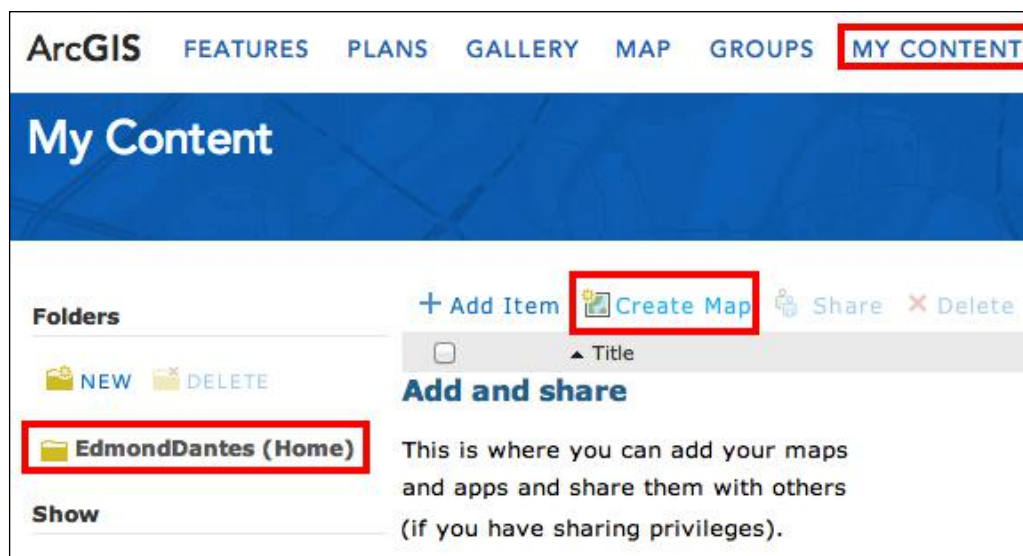 ArcGIS FEATURES PLANS GALLERY MAP GROUPS MY CONTENT
My Content
Folders
NEW DELETE
EdmondDantes (Home)
Show
+ Add Item Create Map Share Delete
Title
Add and share
This is where you can add your maps
and apps and share them with others
(if you have sharing privileges).